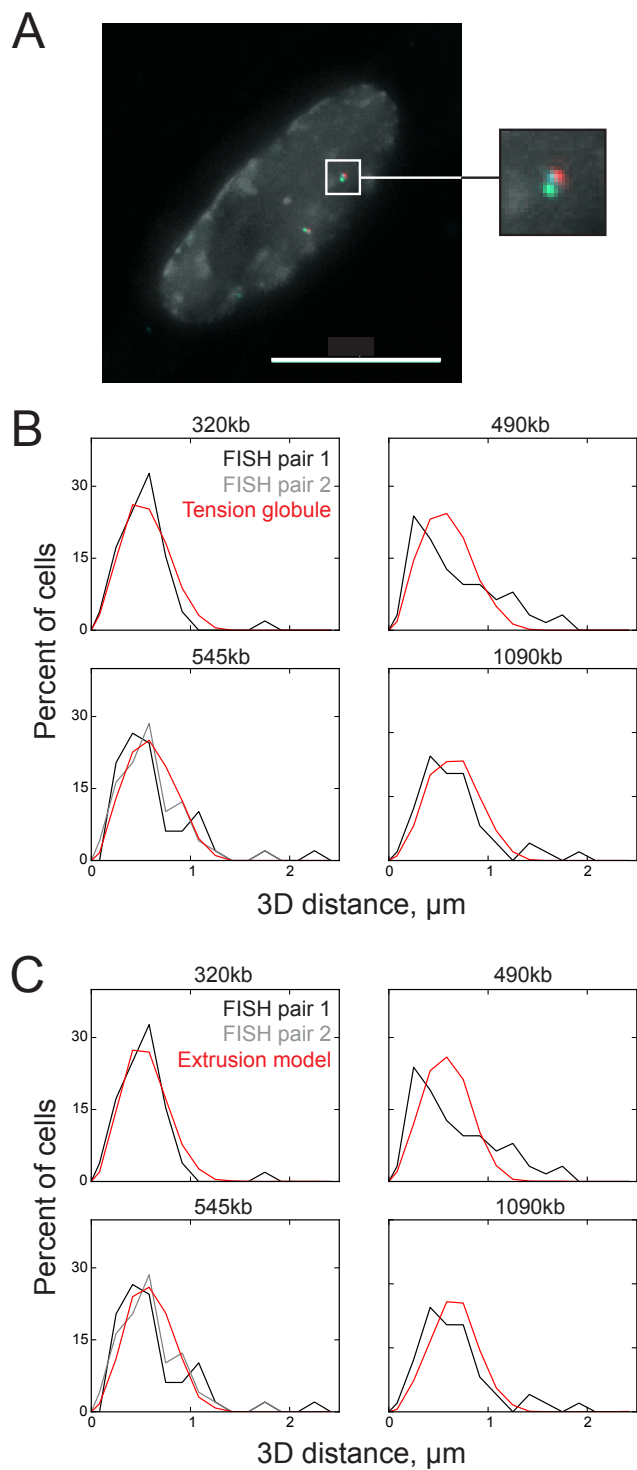 A
B
320kb
490kb
FISH pair 1
FISH pair 2
Tension globule
30
15
0
545kb
1090kb
30
15
0
0
1
2
0
1
2
Percent of cells
3D distance, μm
C
320kb
490kb
FISH pair 1
FISH pair 2
Extrusion model
30
15
0
545kb
1090kb
30
15
0
0
1
2
0
1
2
Percent of cells
3D distance, μm